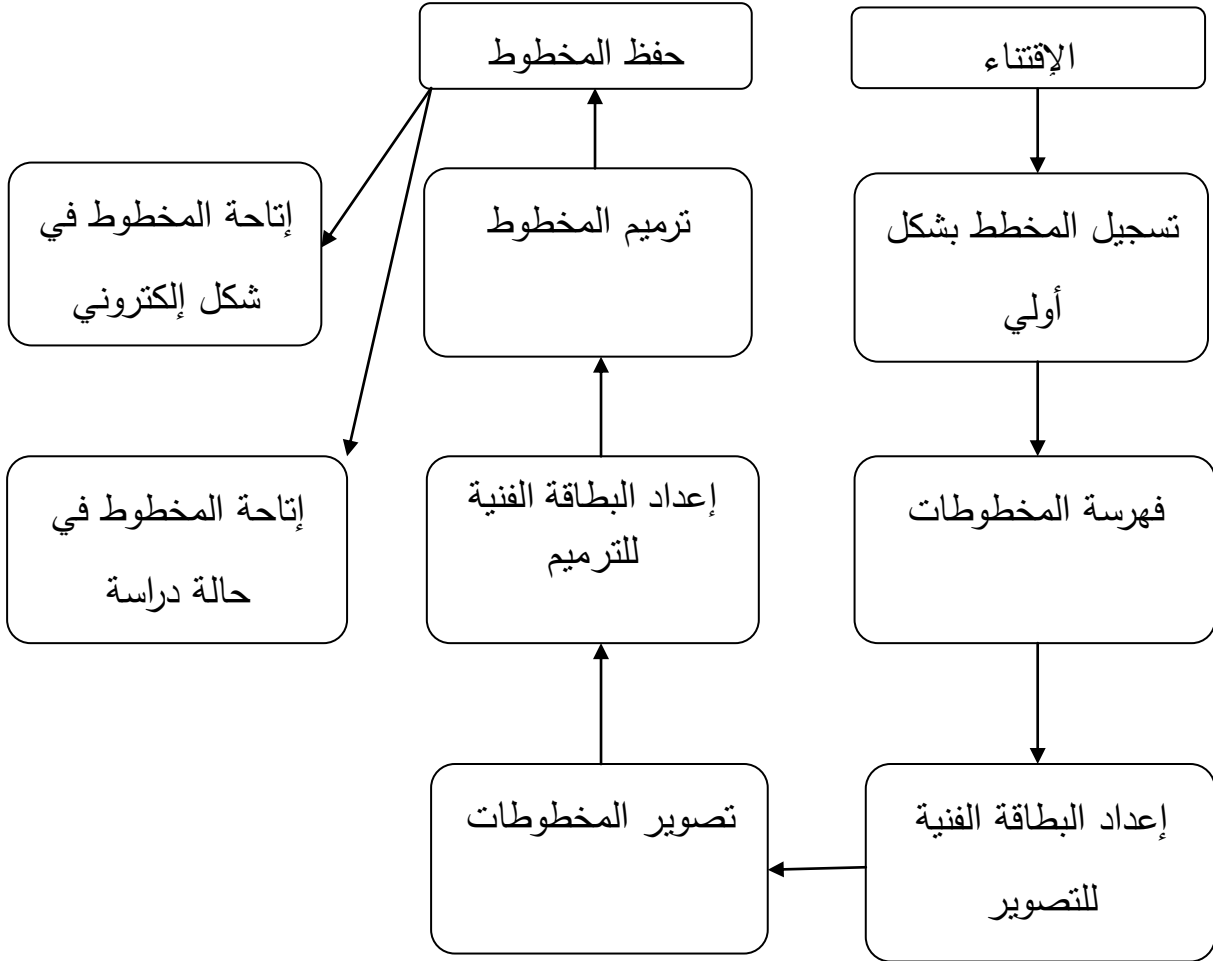 الإقتناء
تسجيل المخطط بشكل
أولي
فهرسة المخطوطات
إعداد البطاقة الفنية
للتصوير
تصوير المخطوطات
إعداد البطاقة الفنية
للترميم
ترميم المخطوط
حفظ المخطوط
إتاحة المخطوط في
شكل إلكتروني
إتاحة المخطوط في
حالة دراسة